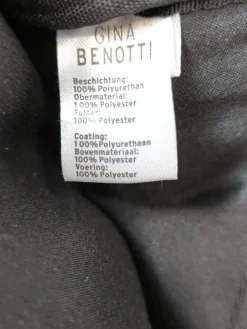 GINA
BENOTTI
Beschichtung:
100% Polyurethan
Obermaterial:
100% Polyester
Futter:
100% Polyester
Coating:
100% Polyurethaan
Bovenmateriaal:
100% Polyester
Voering:
100% Polyester